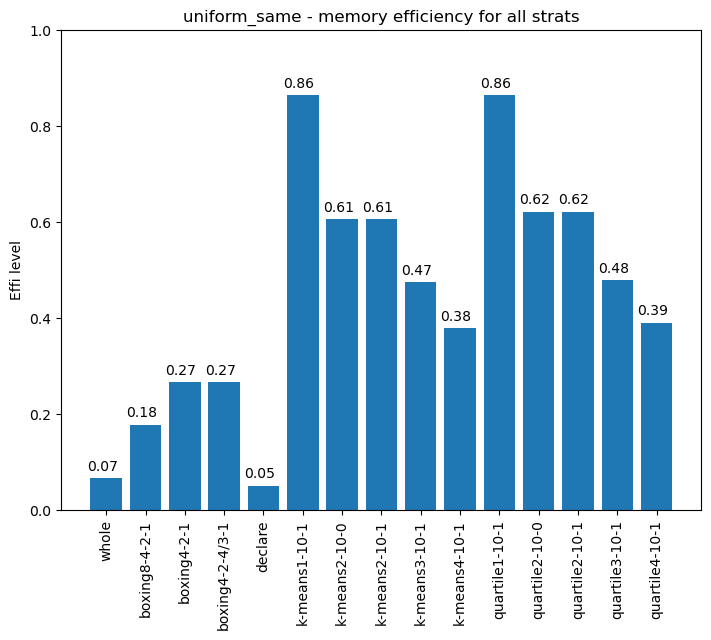 uniform_same - memory efficiency for all strats
Effi level
1.0
0.8
0.6
0.4
0.2
0.0
0.07
0.18
0.27
0.27
0.05
0.86
0.61
0.61
0.47
0.38
0.86
0.62
0.62
0.48
0.39
whole
boxing8-4-2-1
boxing4-2-1
boxing4-2-4/3-1
declare
k-means1-10-1
k-means2-10-0
k-means2-10-1
k-means3-10-1
k-means4-10-1
quartile1-10-1
quartile2-10-0
quartile2-10-1
quartile3-10-1
quartile4-10-1